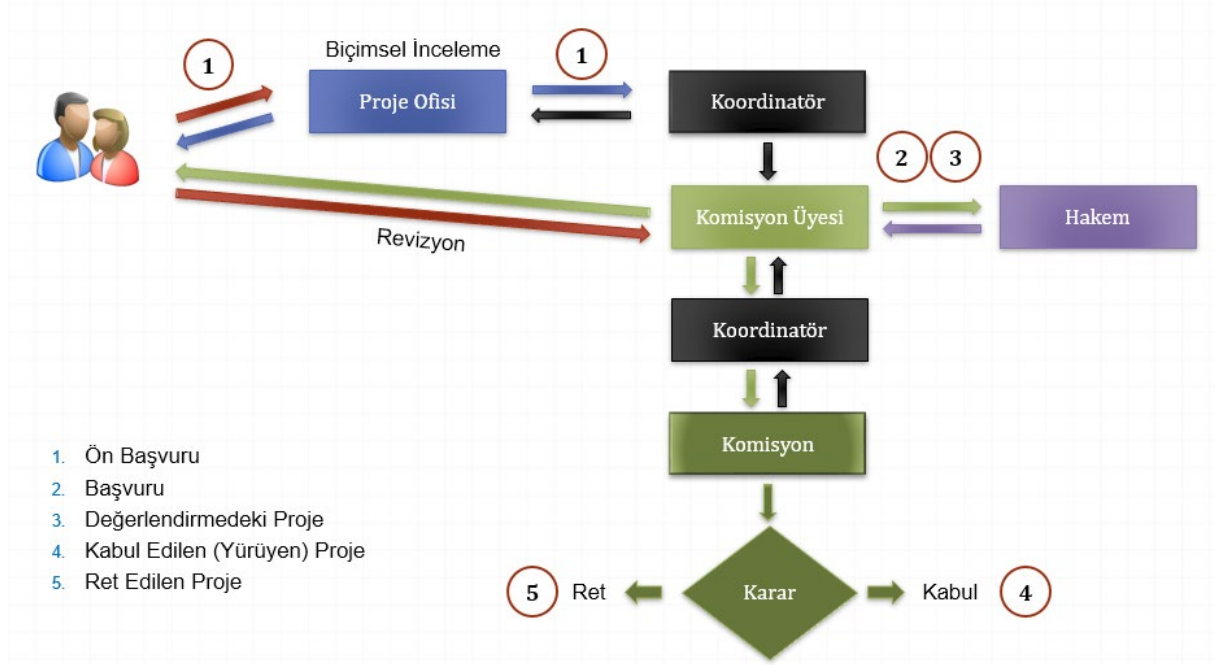 Biçimsel İnceleme
1
1
Proje Ofisi
Koordinatör
2
3
Komisyon Üyesi
Hakem
Revizyon
Koordinatör
Komisyon
1. Ön Başvuru
2. Başvuru
3. Değerlendirmedeki Proje
4. Kabul Edilen (Yürüyen) Proje
5. Ret Edilen Proje
5
Ret
Karar
Kabul
4